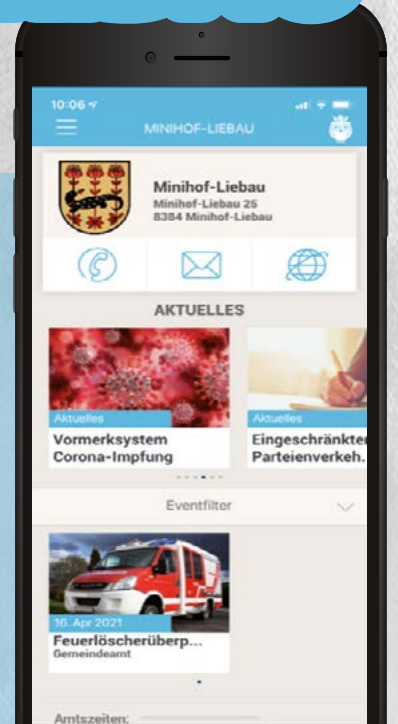 10:06
MINIHOF-LIEBAU
Minihof-Liebau
Minihof-Liebau 25
8384 Minihof-Liebau
AKTUELLES
Aktuelles
Vormerksystem
Corona-Impfung
Aktuelles
Eingeschränkter
Parteienverkeh.
Eventfilter
16. Apr 2021
Feuerlöscherüberp...
Gemeindeamt
Amtszeiten: